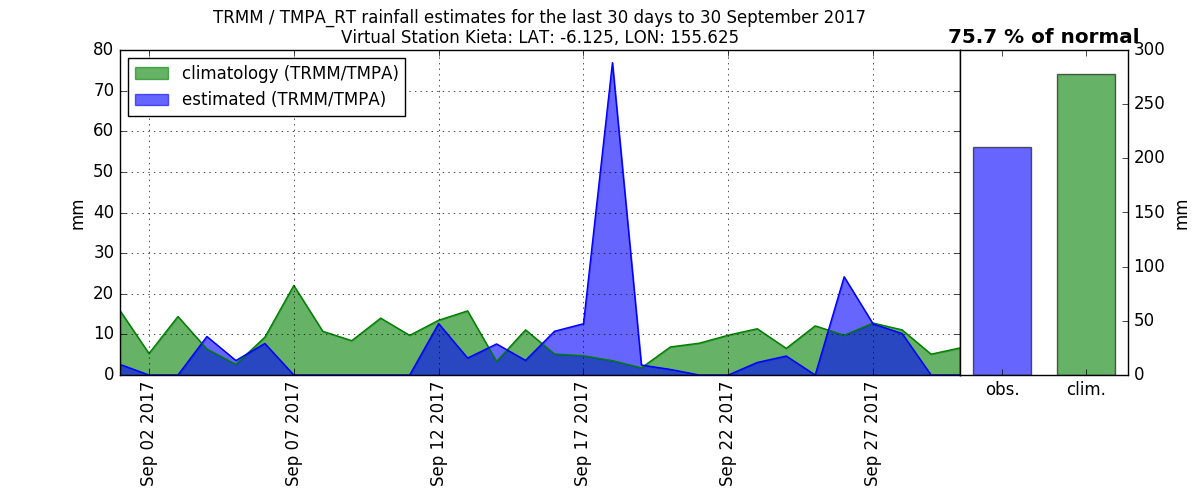 TRMM / TMPA_RT rainfall estimates for the last 30 days to 30 September 2017
Virtual Station Kieta: LAT: -6.125, LON: 155.625
75.7 % of normal
climatology (TRMM/TMPA)
estimated (TRMM/TMPA)
mm
80
70
60
50
40
30
20
10
0
Sep 02 2017
Sep 07 2017
Sep 12 2017
Sep 17 2017
Sep 22 2017
Sep 27 2017
300
250
200
150
100
50
0
mm
obs.
clim.